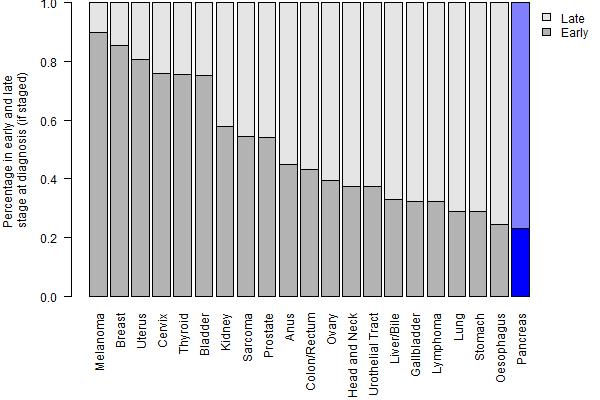 Percentage in early and late
stage at diagnosis (if staged)
1.0
0.8
0.6
0.4
0.2
0.0
Late
Early
Melanoma
Breast
Uterus
Cervix
Thyroid
Bladder
Kidney
Sarcoma
Prostate
Anus
Colon/Rectum
Ovary
Head and Neck
Urothelial Tract
Liver/Bile
Gallbladder
Lymphoma
Lung
Stomach
Oesophagus
Pancreas